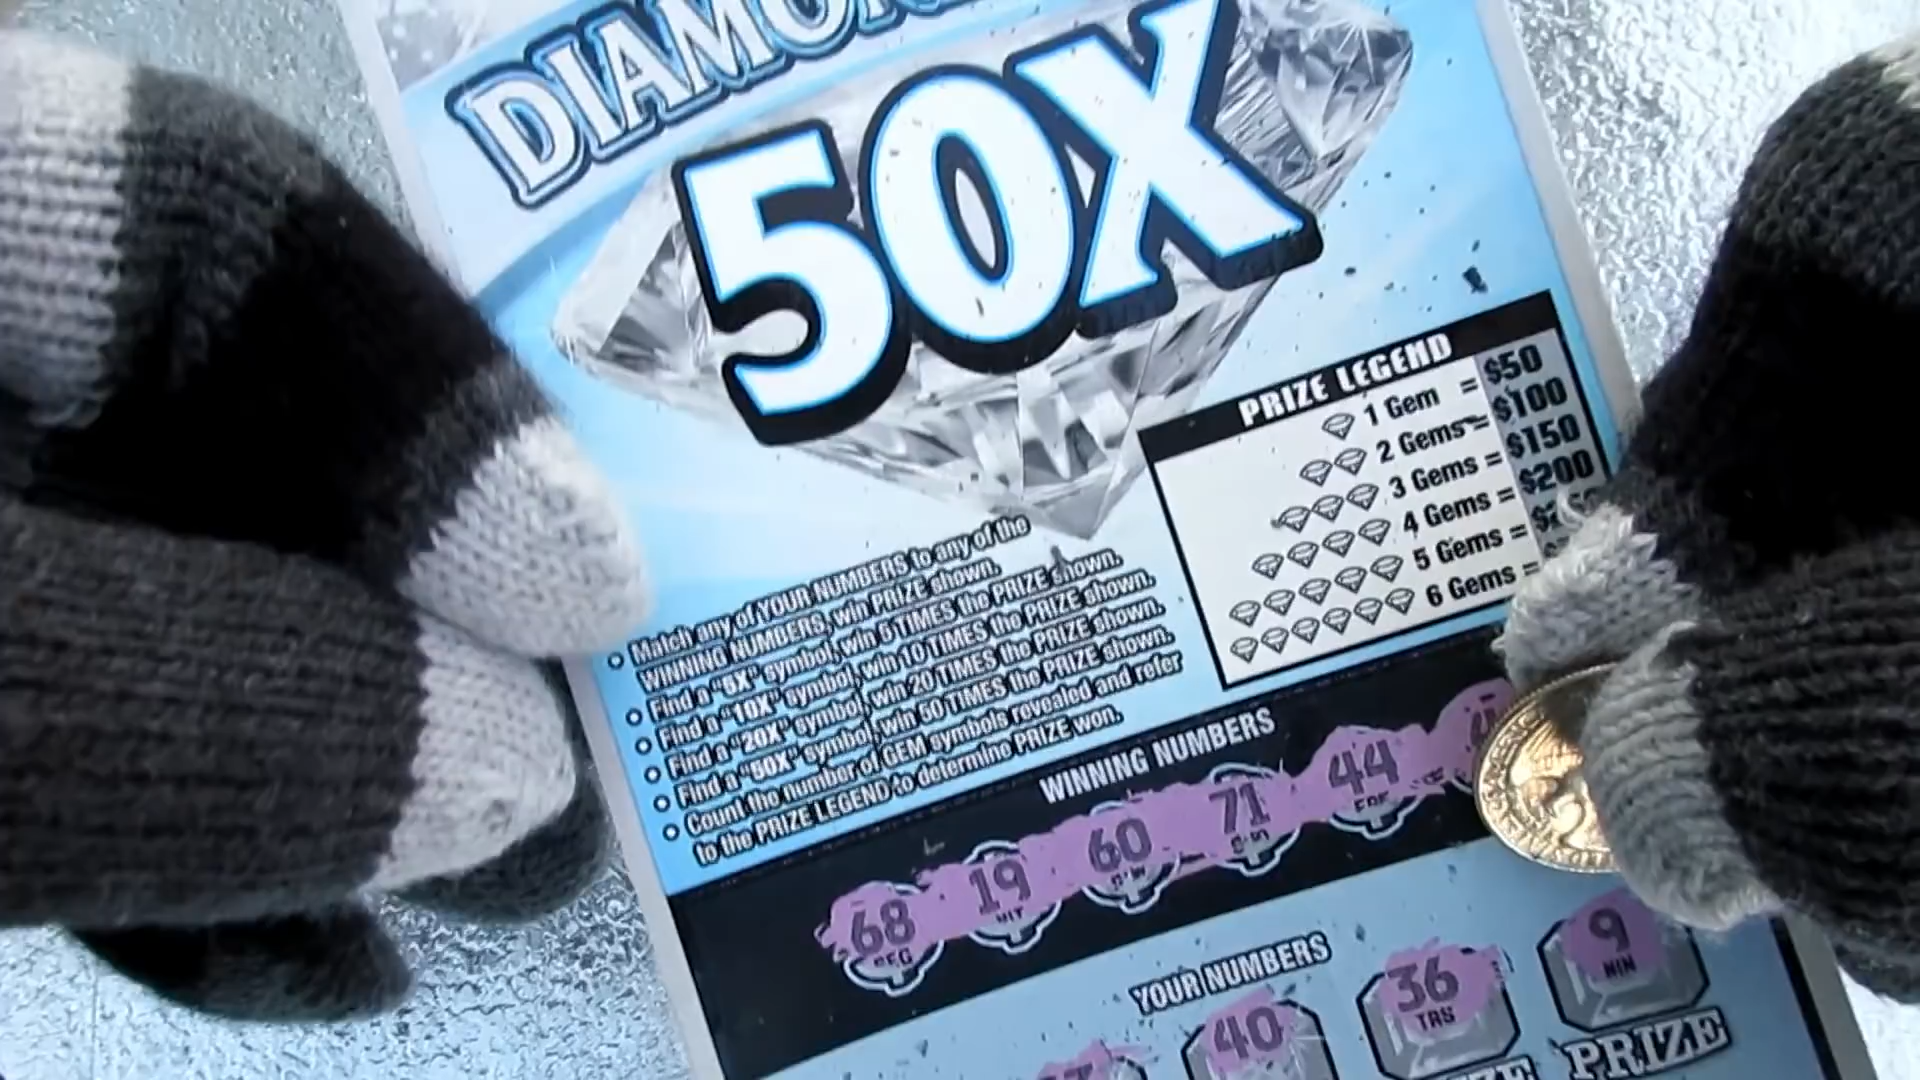 50X
PRIZE LEGEND
1 Gem = $50
2 Gems = $100
3 Gems = $150
4 Gems = $200
5 Gems =
6 Gems =
Match any of YOUR NUMBERS to any of the
WINNING NUMBERS, win PRIZE shown.
Find a "5X" symbol, win 5 TIMES the PRIZE shown.
Find a "10X" symbol, win 10 TIMES the PRIZE shown.
Find a "20X" symbol, win 20 TIMES the PRIZE shown.
Find a "50X" symbol, win 50 TIMES the PRIZE shown.
Count the number of GEM symbols revealed and refer
to the PRIZE LEGEND to determine PRIZE won.
WINNING NUMBERS
68 19 60 71 44
YOUR NUMBERS
40 36 9
TRS NIN
PRIZE